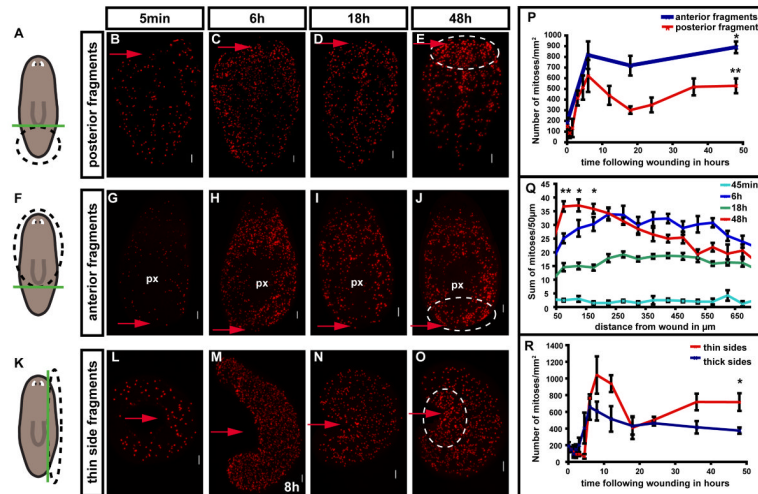 5min 6h 18h 48h
A B C D E
posterior fragments
F G H I J
anterior fragments
px px px px
K L M N O
thin side fragments
8h
P
anterior fragments
posterior fragments
Number of mitoses/mm²
1000
900
800
700
600
500
400
300
200
100
0
0 10 20 30 40 50
time following wounding in hours
*
**
Q
45min
6h
18h
48h
Sum of mitoses/50µm
45
40
35
30
25
20
15
10
5
0
** * *
50 150 250 350 450 550 650
distance from wound in µm
R
thin sides
thick sides
Number of mitoses/mm²
1400
1200
1000
800
600
400
200
0
0 10 20 30 40 50
time following wounding in hours
*